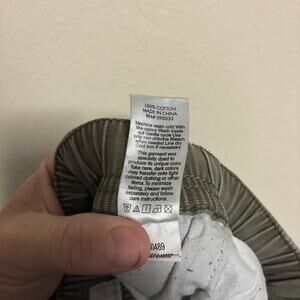 100% COTTON
MADE IN CHINA
RN# 090233
Machine wash cold With
like colors Wash inside
out Gentle cycle Use
only non chlorine Bleach
when needed Line dry
Cool iron if necessary
This garment was
specially dyed to
produce its unique color.
Take care, dark colors
may transfer onto light
colored clothing or other
items. To minimize
fading, please wash
separately and follow
care instructions.